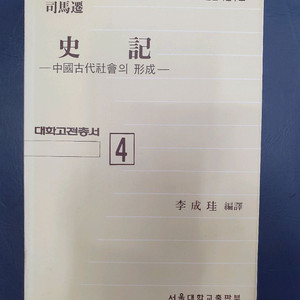 司馬遷
史 記
—中國古代社會의 形成—
대학고전총서
4
李成珪 編譯
서울대학교출판부